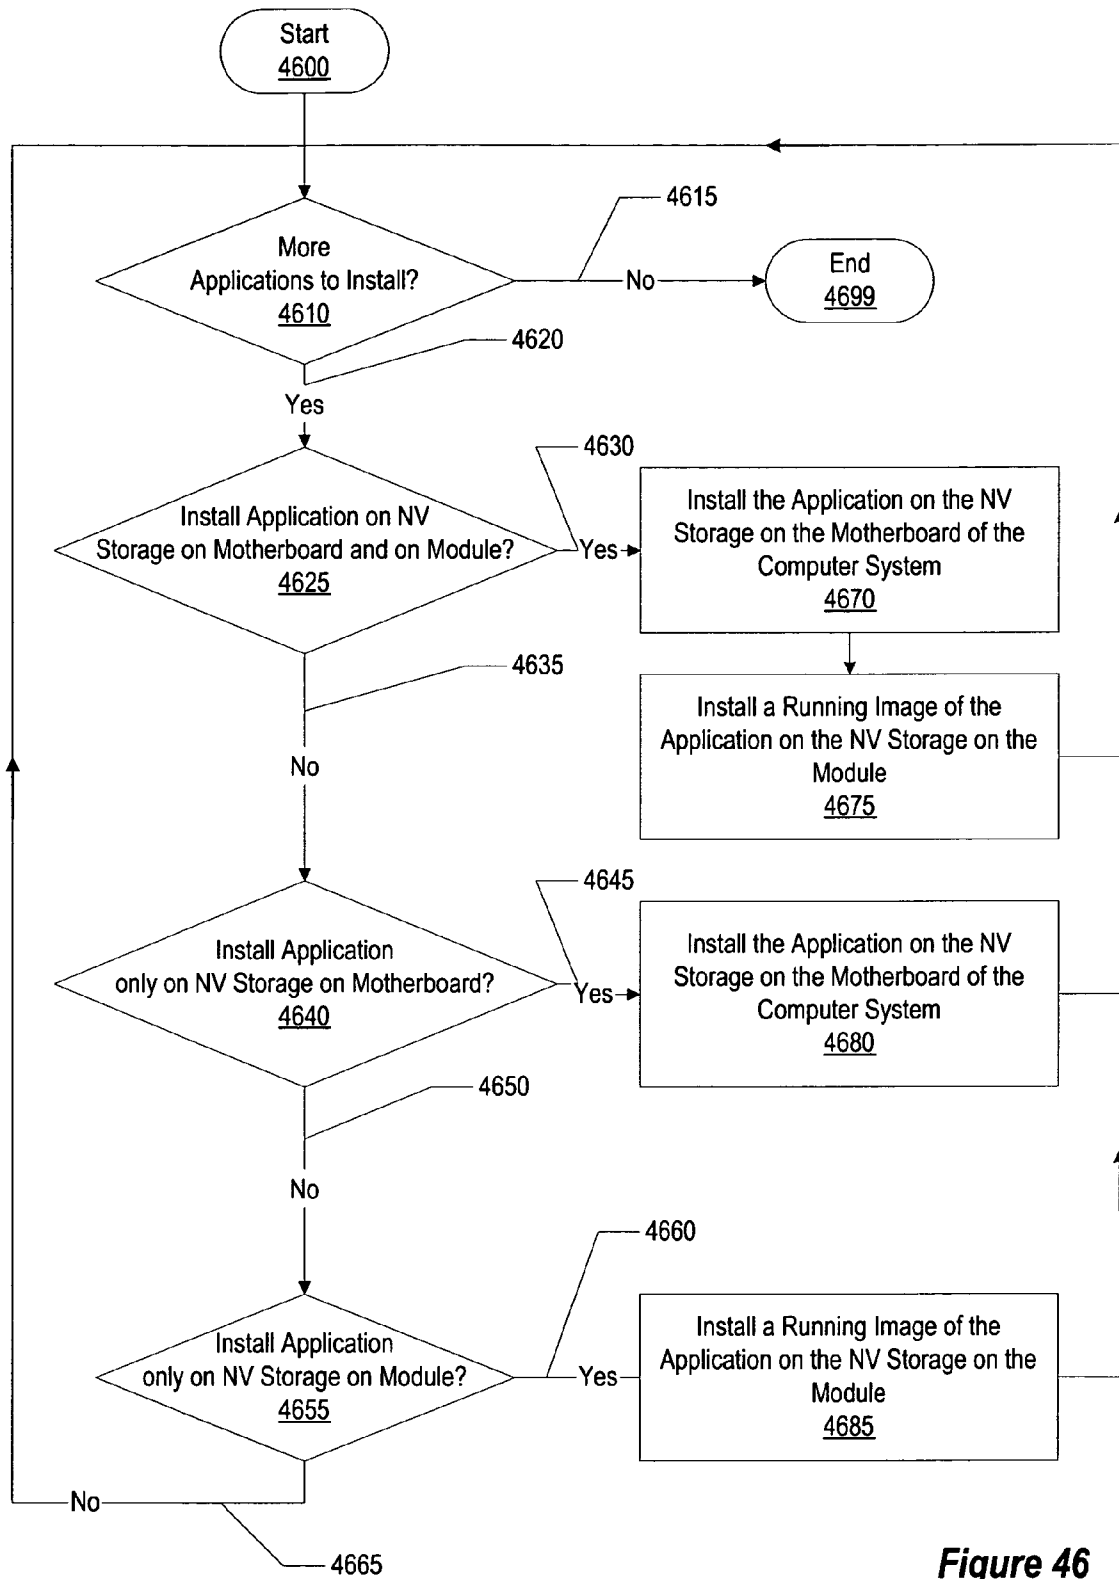 Start
4600
4615
More
Applications to Install?
4610
No
End
4699
4620
Yes
4630
Install Application on NV
Storage on Motherboard and on Module?
4625
Yes
Install the Application on the NV
Storage on the Motherboard of the
Computer System
4670
4635
No
Install a Running Image of the
Application on the NV Storage on the
Module
4675
4645
Install Application
only on NV Storage on Motherboard?
4640
Yes
Install the Application on the NV
Storage on the Motherboard of the
Computer System
4680
4650
No
4660
Install Application
only on NV Storage on Module?
4655
Yes
Install a Running Image of the
Application on the NV Storage on the
Module
4685
No
4665
Figure 46